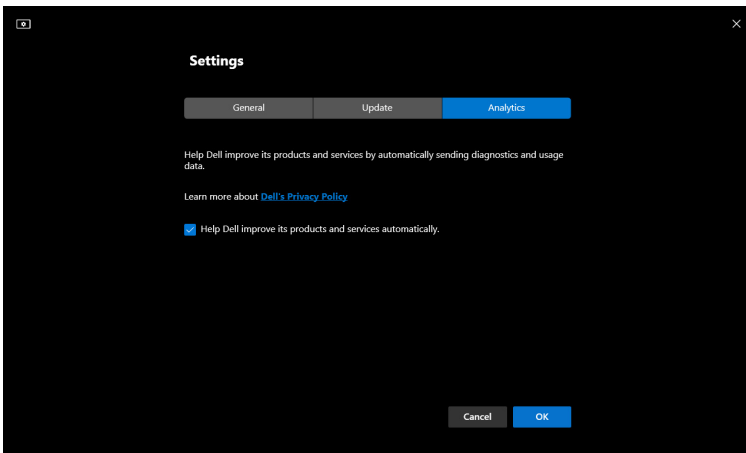 Settings
General
Update
Analytics
Help Dell improve its products and services by automatically sending diagnostics and usage
data.
Learn more about Dell's Privacy Policy
Help Dell improve its products and services automatically.
Cancel
OK